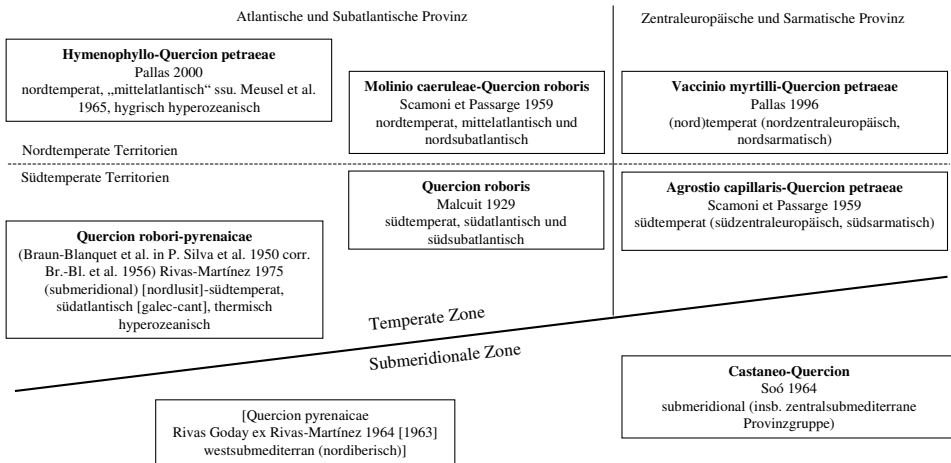 Atlantische und Subatlantische Provinz
Zentraleuropäische und Sarmatische Provinz
Hymenophyllo-Quercion petraeae
Pallas 2000
nordtemperat, „mittelatlantisch“ ssu. Meusel et al.
1965, hygrisch hyperozeanisch
Molinio caeruleae-Quercion roboris
Scamoni et Passarge 1959
nordtemperat, mittelatlantisch und
nordsubatlantisch
Vaccinio myrtilli-Quercion petraeae
Pallas 1996
(nord)temperat (nordzentraleuropäisch,
nordsarmatisch)
Nordtemperate Territorien
Südtemperate Territorien
Quercion roboris
Malcuit 1929
südtemperat, südatlantisch und
südsubatlantisch
Agrostio capillaris-Quercion petraeae
Scamoni et Passarge 1959
südtemperat (südzentraleuropäisch, südsarmatisch)
Quercion robori-pyrenaicae
(Braun-Blanquet et al. in P. Silva et al. 1950 corr.
Br.-Bl. et al. 1956) Rivas-Martínez 1975
(submeridional) [nordlusit]-südtemperat,
südatlantisch [galec-cant], thermisch
hyperozeanisch
Temperate Zone
Submeridionale Zone
Castaneo-Quercion
Soó 1964
submeridional (insb. zentralsubmediterrane
Provinzgruppe)
[Quercion pyrenaicae
Rivas Goday ex Rivas-Martínez 1964 [1963]
westsubmediterran (nordiberisch)]